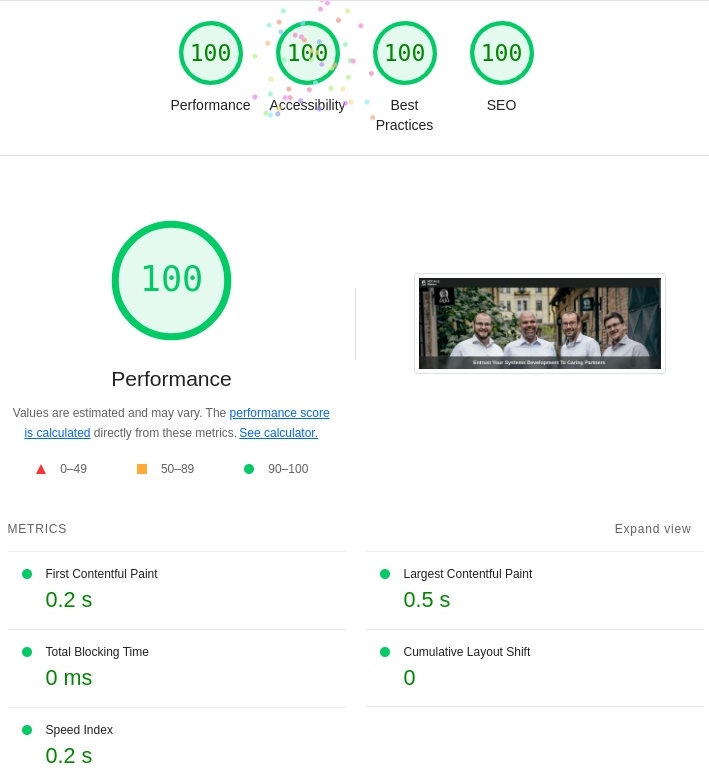 100
100
100
100
Performance
Accessibility
Best
Practices
SEO
100
Performance
Values are estimated and may vary. The performance score
is calculated directly from these metrics. See calculator.
0–49
50–89
90–100
Entrust Your Systems Development To Caring Partners
METRICS
Expand view
First Contentful Paint
0.2 s
Largest Contentful Paint
0.5 s
Total Blocking Time
0 ms
Cumulative Layout Shift
0
Speed Index
0.2 s